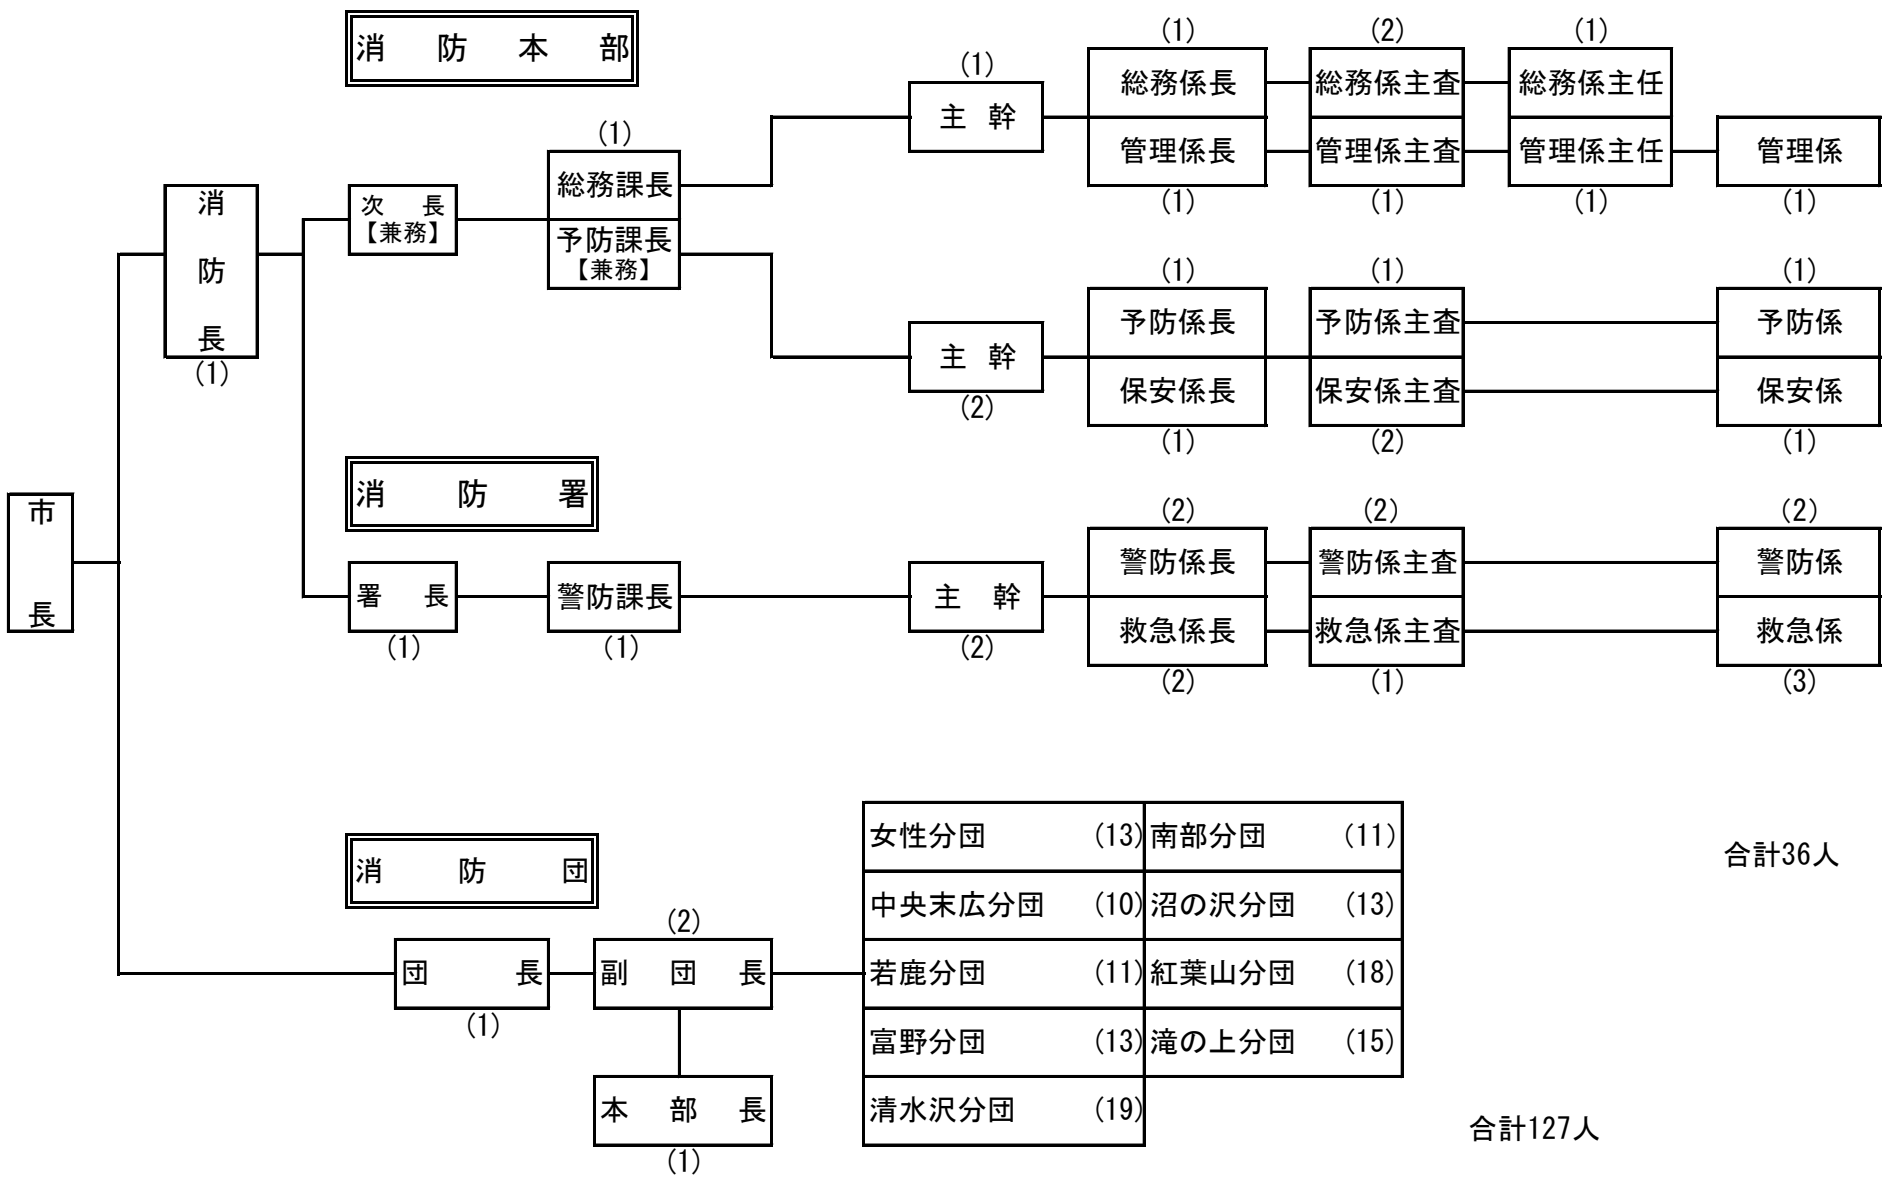 消防本部
(1)
(2)
(1)
(1)
総務係長
総務係主査
総務係主任
主幹
(1)
管理係長
管理係主査
管理係主任
管理係
総務課長
(1)
(1)
(1)
(1)
消防長
次長
【兼務】
予防課長
【兼務】
(1)
(1)
(1)
予防係長
予防係主査
予防係
主幹
(1)
保安係長
保安係主査
保安係
(2)
(1)
(2)
(1)
消防署
市長
(2)
(2)
(2)
警防係長
警防係主査
警防係
署長
警防課長
主幹
救急係長
救急係主査
救急係
(1)
(1)
(2)
(2)
(1)
(3)
女性分団 (13)
南部分団 (11)
合計36人
消防団
中央末広分団 (10)
沼の沢分団 (13)
(2)
団長
副団長
若鹿分団 (11)
紅葉山分団 (18)
(1)
富野分団 (13)
滝の上分団 (15)
本部長
清水沢分団 (19)
合計127人
(1)